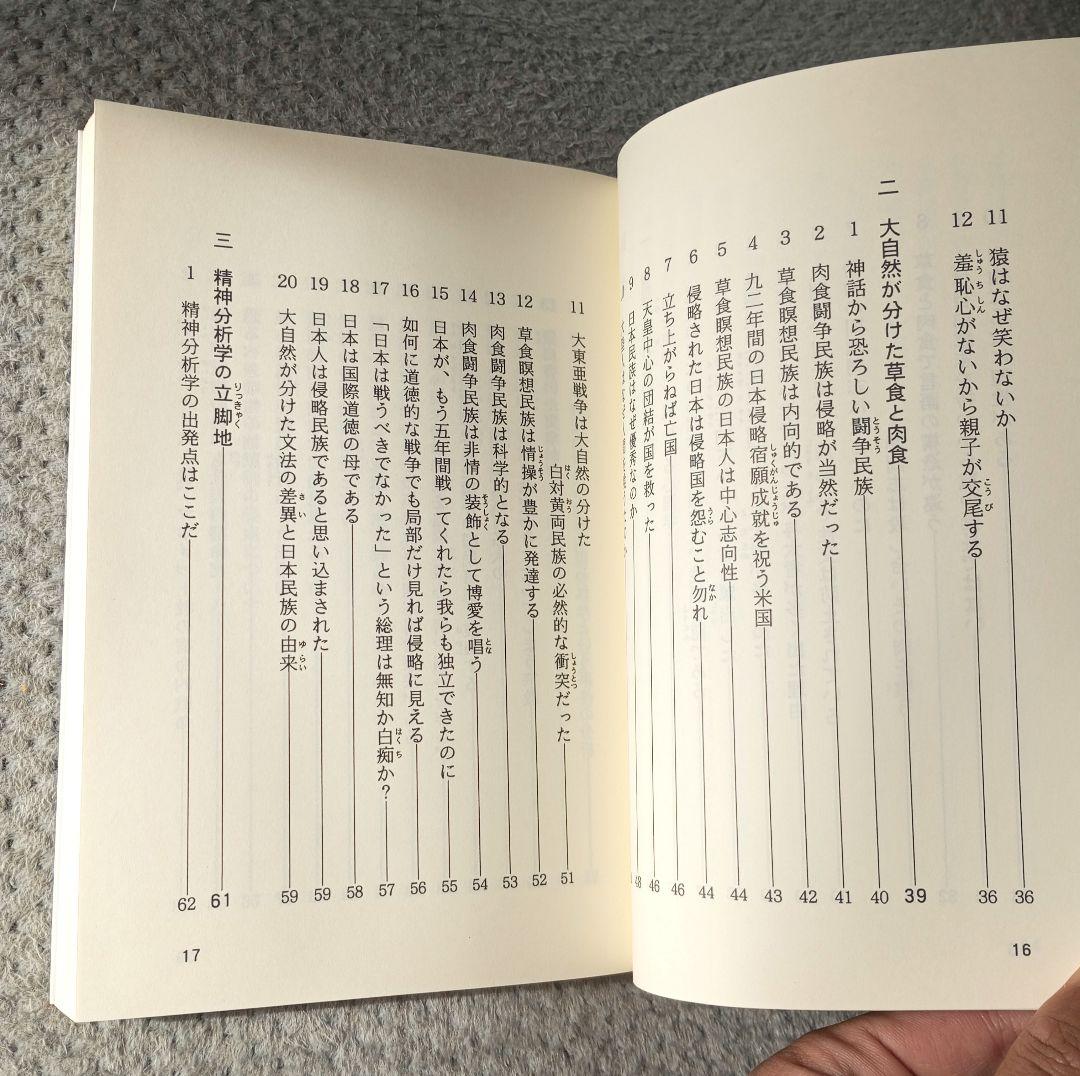 11 猿はなぜ笑わないか 36
12 羞恥心がないから親子が交尾する 36
二 大自然が分けた草食と肉食 39
1 神話から恐ろしい闘争民族 40
2 肉食闘争民族は侵略が当然だった 41
3 草食瞑想民族は内向的である 42
4 九二年間の日本侵略宿願成就を祝う米国 43
5 草食瞑想民族の日本人は中心志向性 44
6 侵略された日本は侵略国を怨むこと勿れ 44
7 立ち上がらねば亡国 46
8 天皇中心の団結が国を救った 46
9 日本民族はなぜ優秀なのか 48
16
11 大東亜戦争は大自然の分けた
白対黄両民族の必然的な衝突だった 51
12 草食瞑想民族は情操が豊かに発達する 52
13 肉食闘争民族は科学的となる 53
14 肉食闘争民族は非情の装飾として博愛を唱う 54
15 日本が、もう五年間戦ってくれたら我らも独立できたのに 55
16 如何に道徳的な戦争でも局部だけ見れば侵略に見える 56
17 「日本は戦うべきでなかった」という総理は無知か白痴か? 57
18 日本は国際道徳の母である 58
19 日本人は侵略民族であると思い込まされた 59
20 大自然が分けた文法の差異と日本民族の由来 59
三 精神分析学の立脚地 61
1 精神分析学の出発点はここだ 62
17